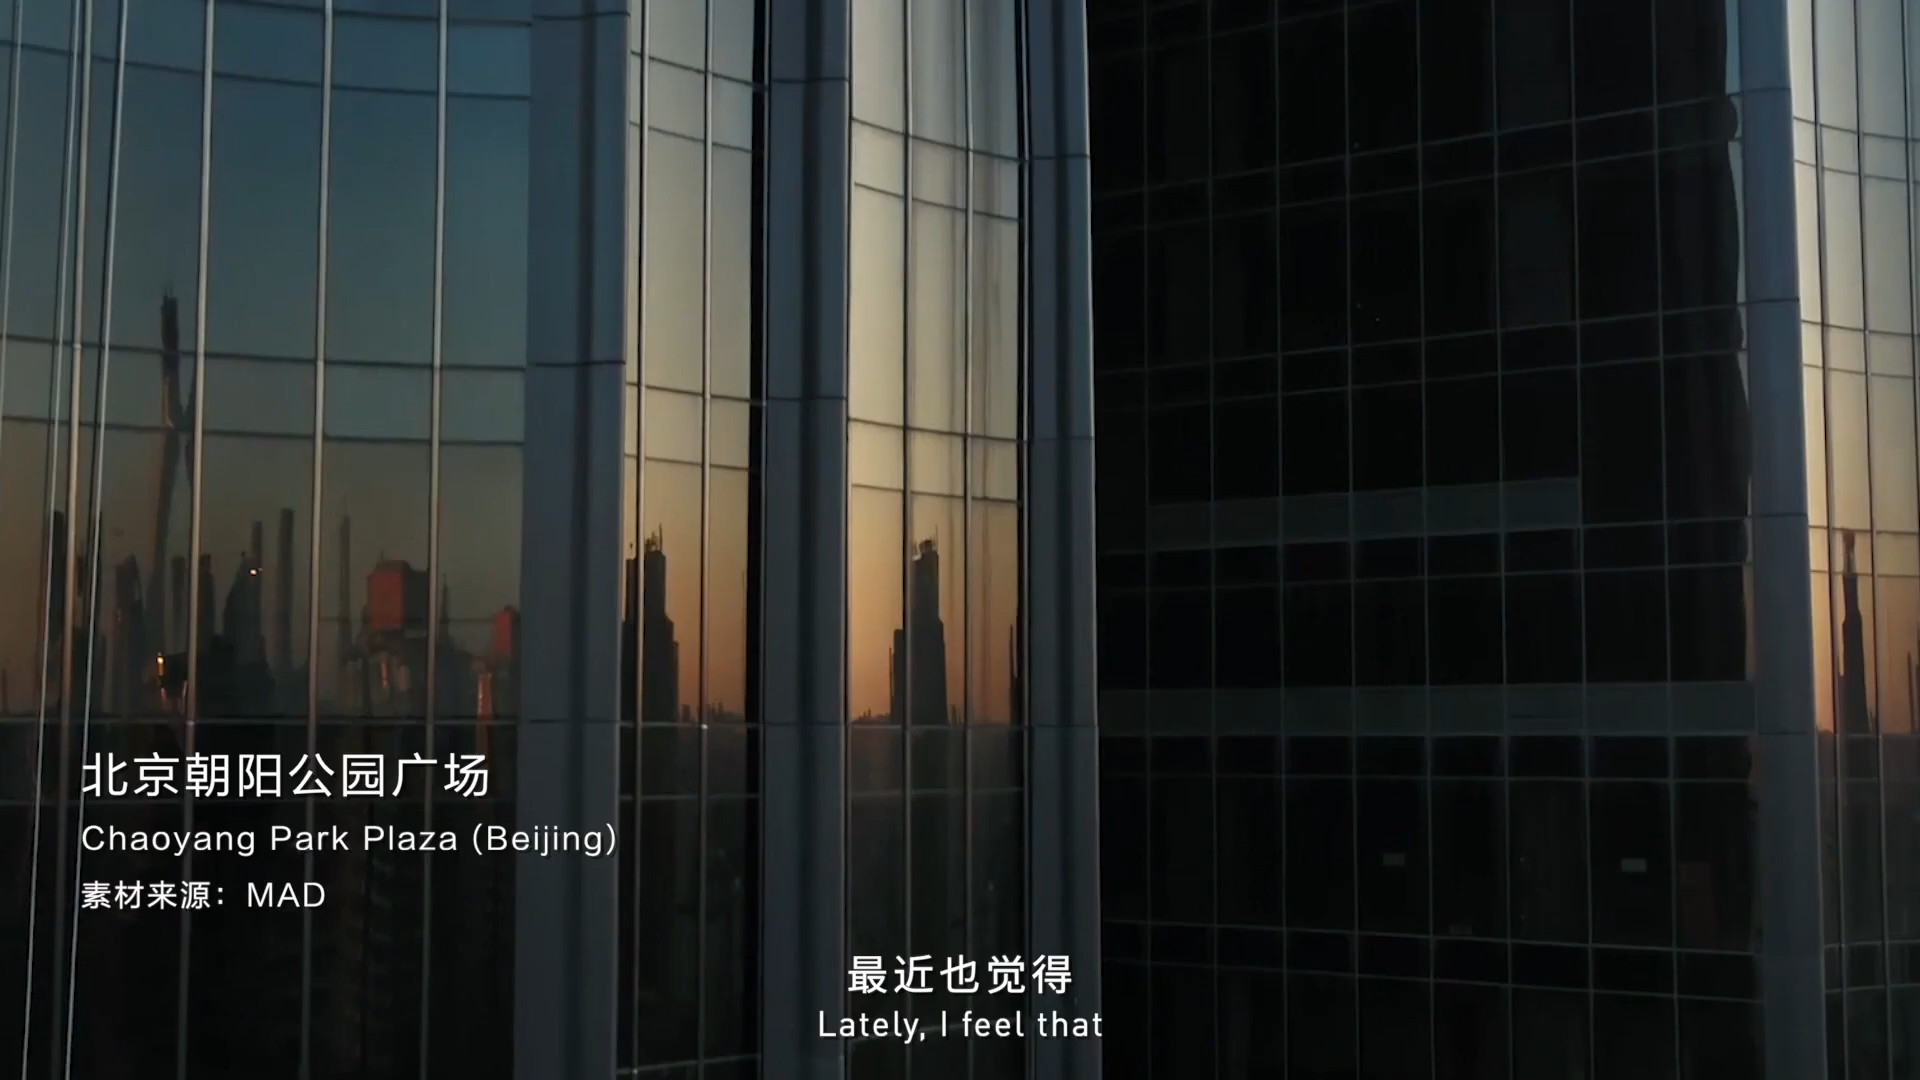 北京朝阳公园广场
Chaoyang Park Plaza (Beijing)
素材来源：MAD
最近也觉得
Lately, I feel that